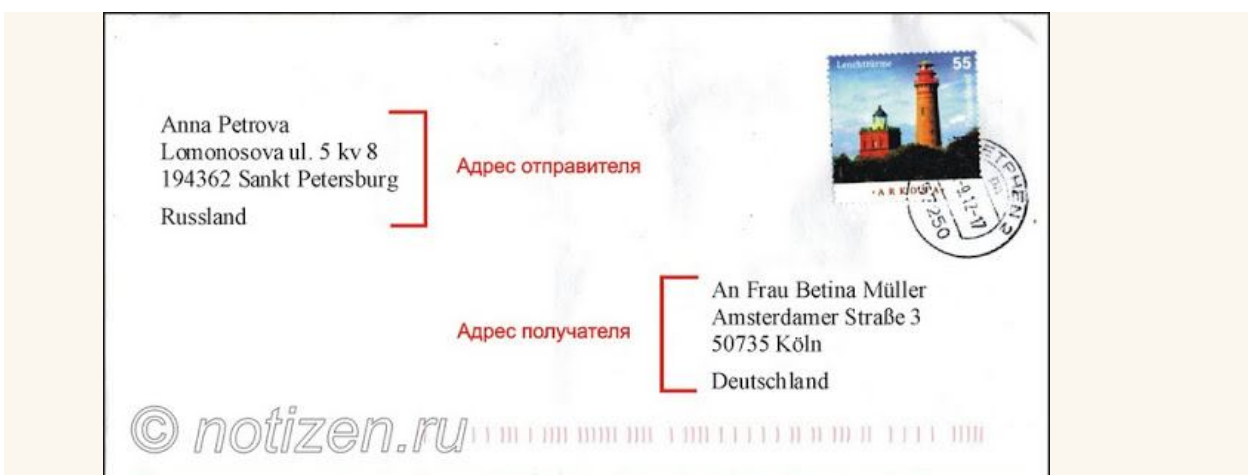 Leuchttürme 55
Anna Petrova
Lomonosova ul. 5 kv 8
194362 Sankt Petersburg
Russland
Адрес отправителя
An Frau Betina Müller
Amsterdamer Straße 3
50735 Köln
Deutschland
Адрес получателя
© notizen.ru